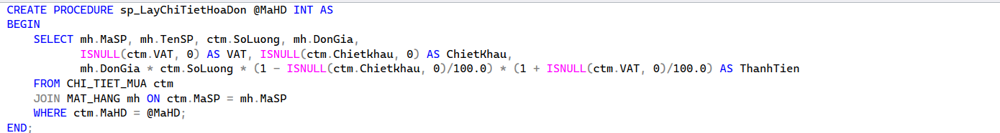 CREATE PROCEDURE sp_LayChiTietHoaDon @MaHD INT AS
BEGIN
    SELECT mh.MaSP, mh.TenSP, ctm.SoLuong, mh.DonGia,
           ISNULL(ctm.VAT, 0) AS VAT, ISNULL(ctm.Chietkhau, 0) AS ChietKhau,
           mh.DonGia * ctm.SoLuong * (1 - ISNULL(ctm.Chietkhau, 0)/100.0) * (1 + ISNULL(ctm.VAT, 0)/100.0) AS ThanhTien
    FROM CHI_TIET_MUA ctm
    JOIN MAT_HANG mh ON ctm.MaSP = mh.MaSP
    WHERE ctm.MaHD = @MaHD;
END;